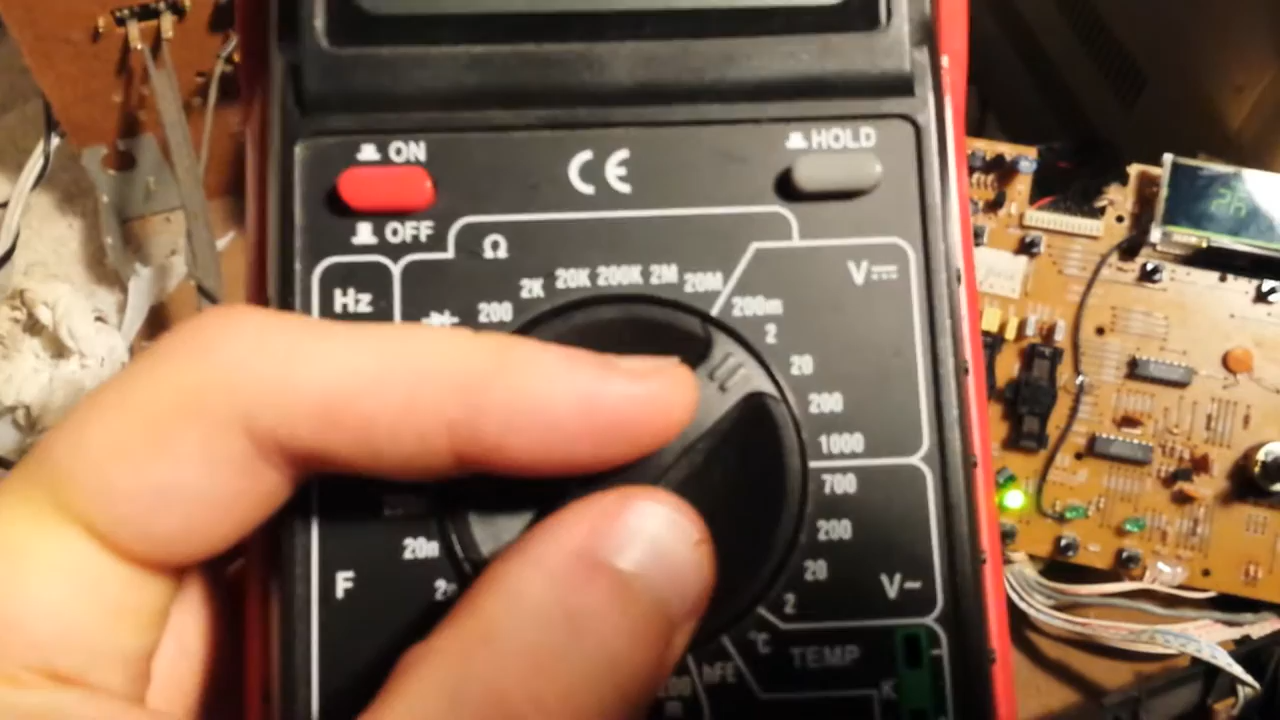 ON
HOLD
CE
OFF
Ω
Hz
200
2K
20K
200K
2M
20M
V⎓
200m
2
20
200
1000
700
200
20
2
V~
20n
2n
F
°C
TEMP
hFE
K